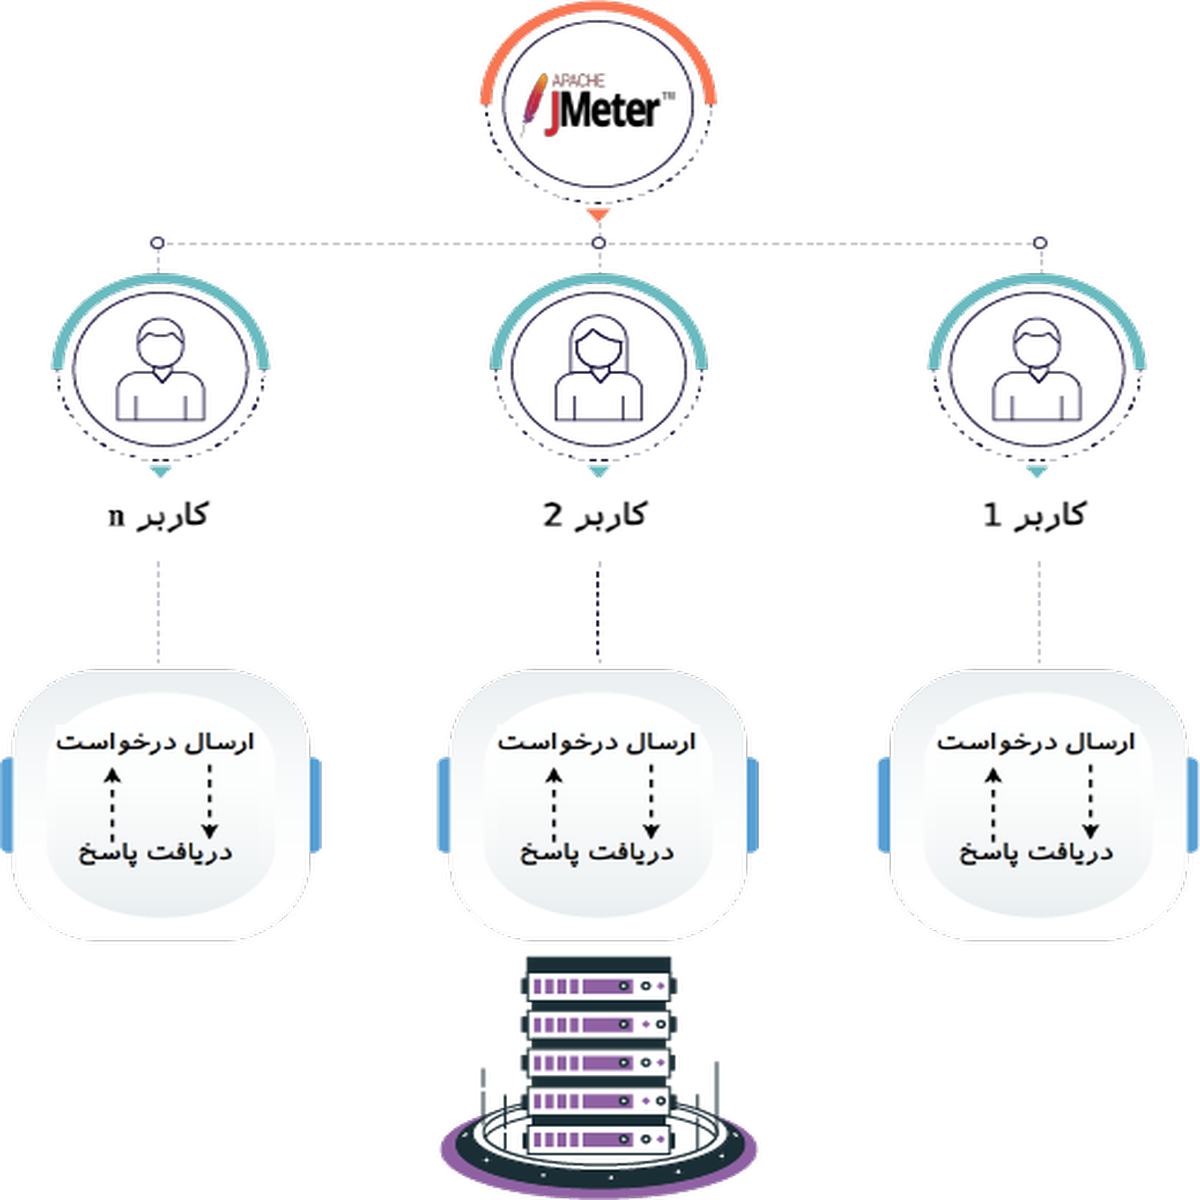 APACHE
JMeter™
کاربر 1
کاربر 2
کاربر n
ارسال درخواست
دریافت پاسخ
ارسال درخواست
دریافت پاسخ
ارسال درخواست
دریافت پاسخ